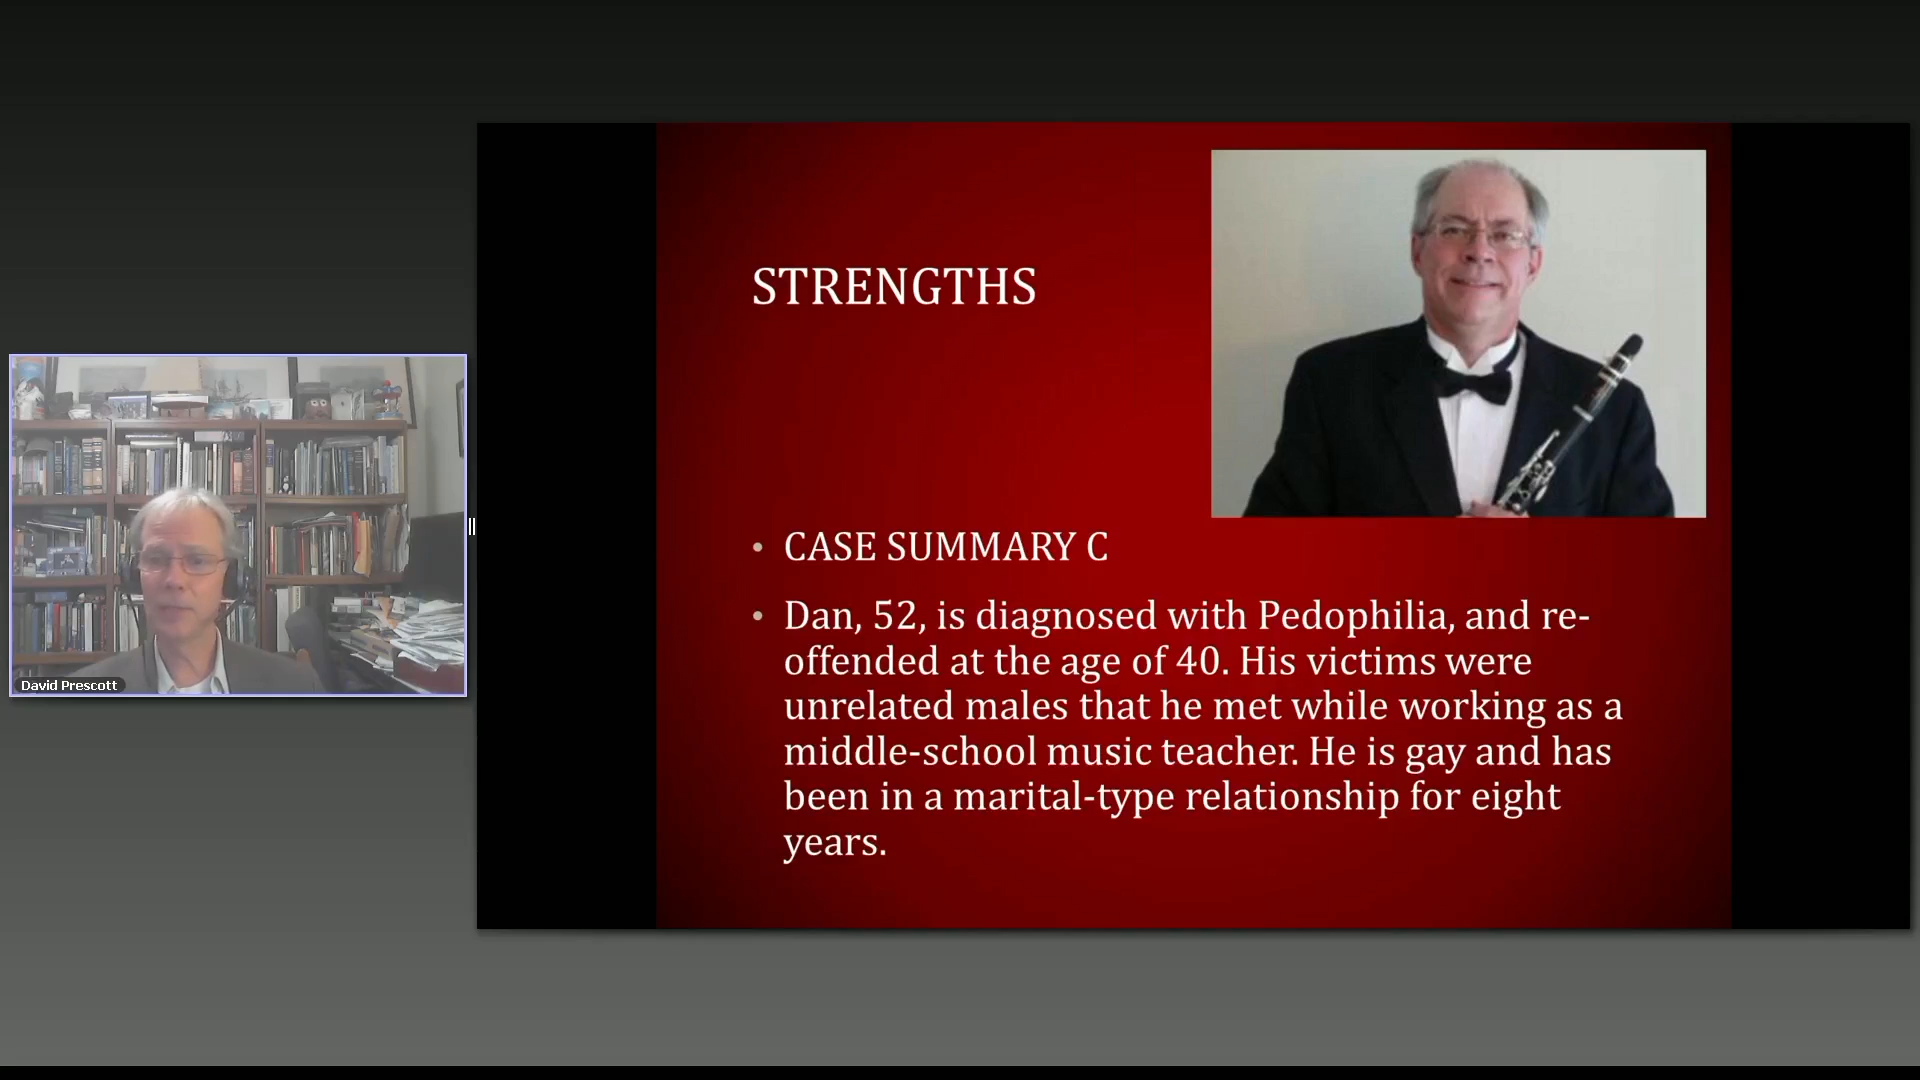 STRENGTHS
• CASE SUMMARY C
• Dan, 52, is diagnosed with Pedophilia, and re-
offended at the age of 40. His victims were
unrelated males that he met while working as a
middle-school music teacher. He is gay and has
been in a marital-type relationship for eight
years.
David Prescott